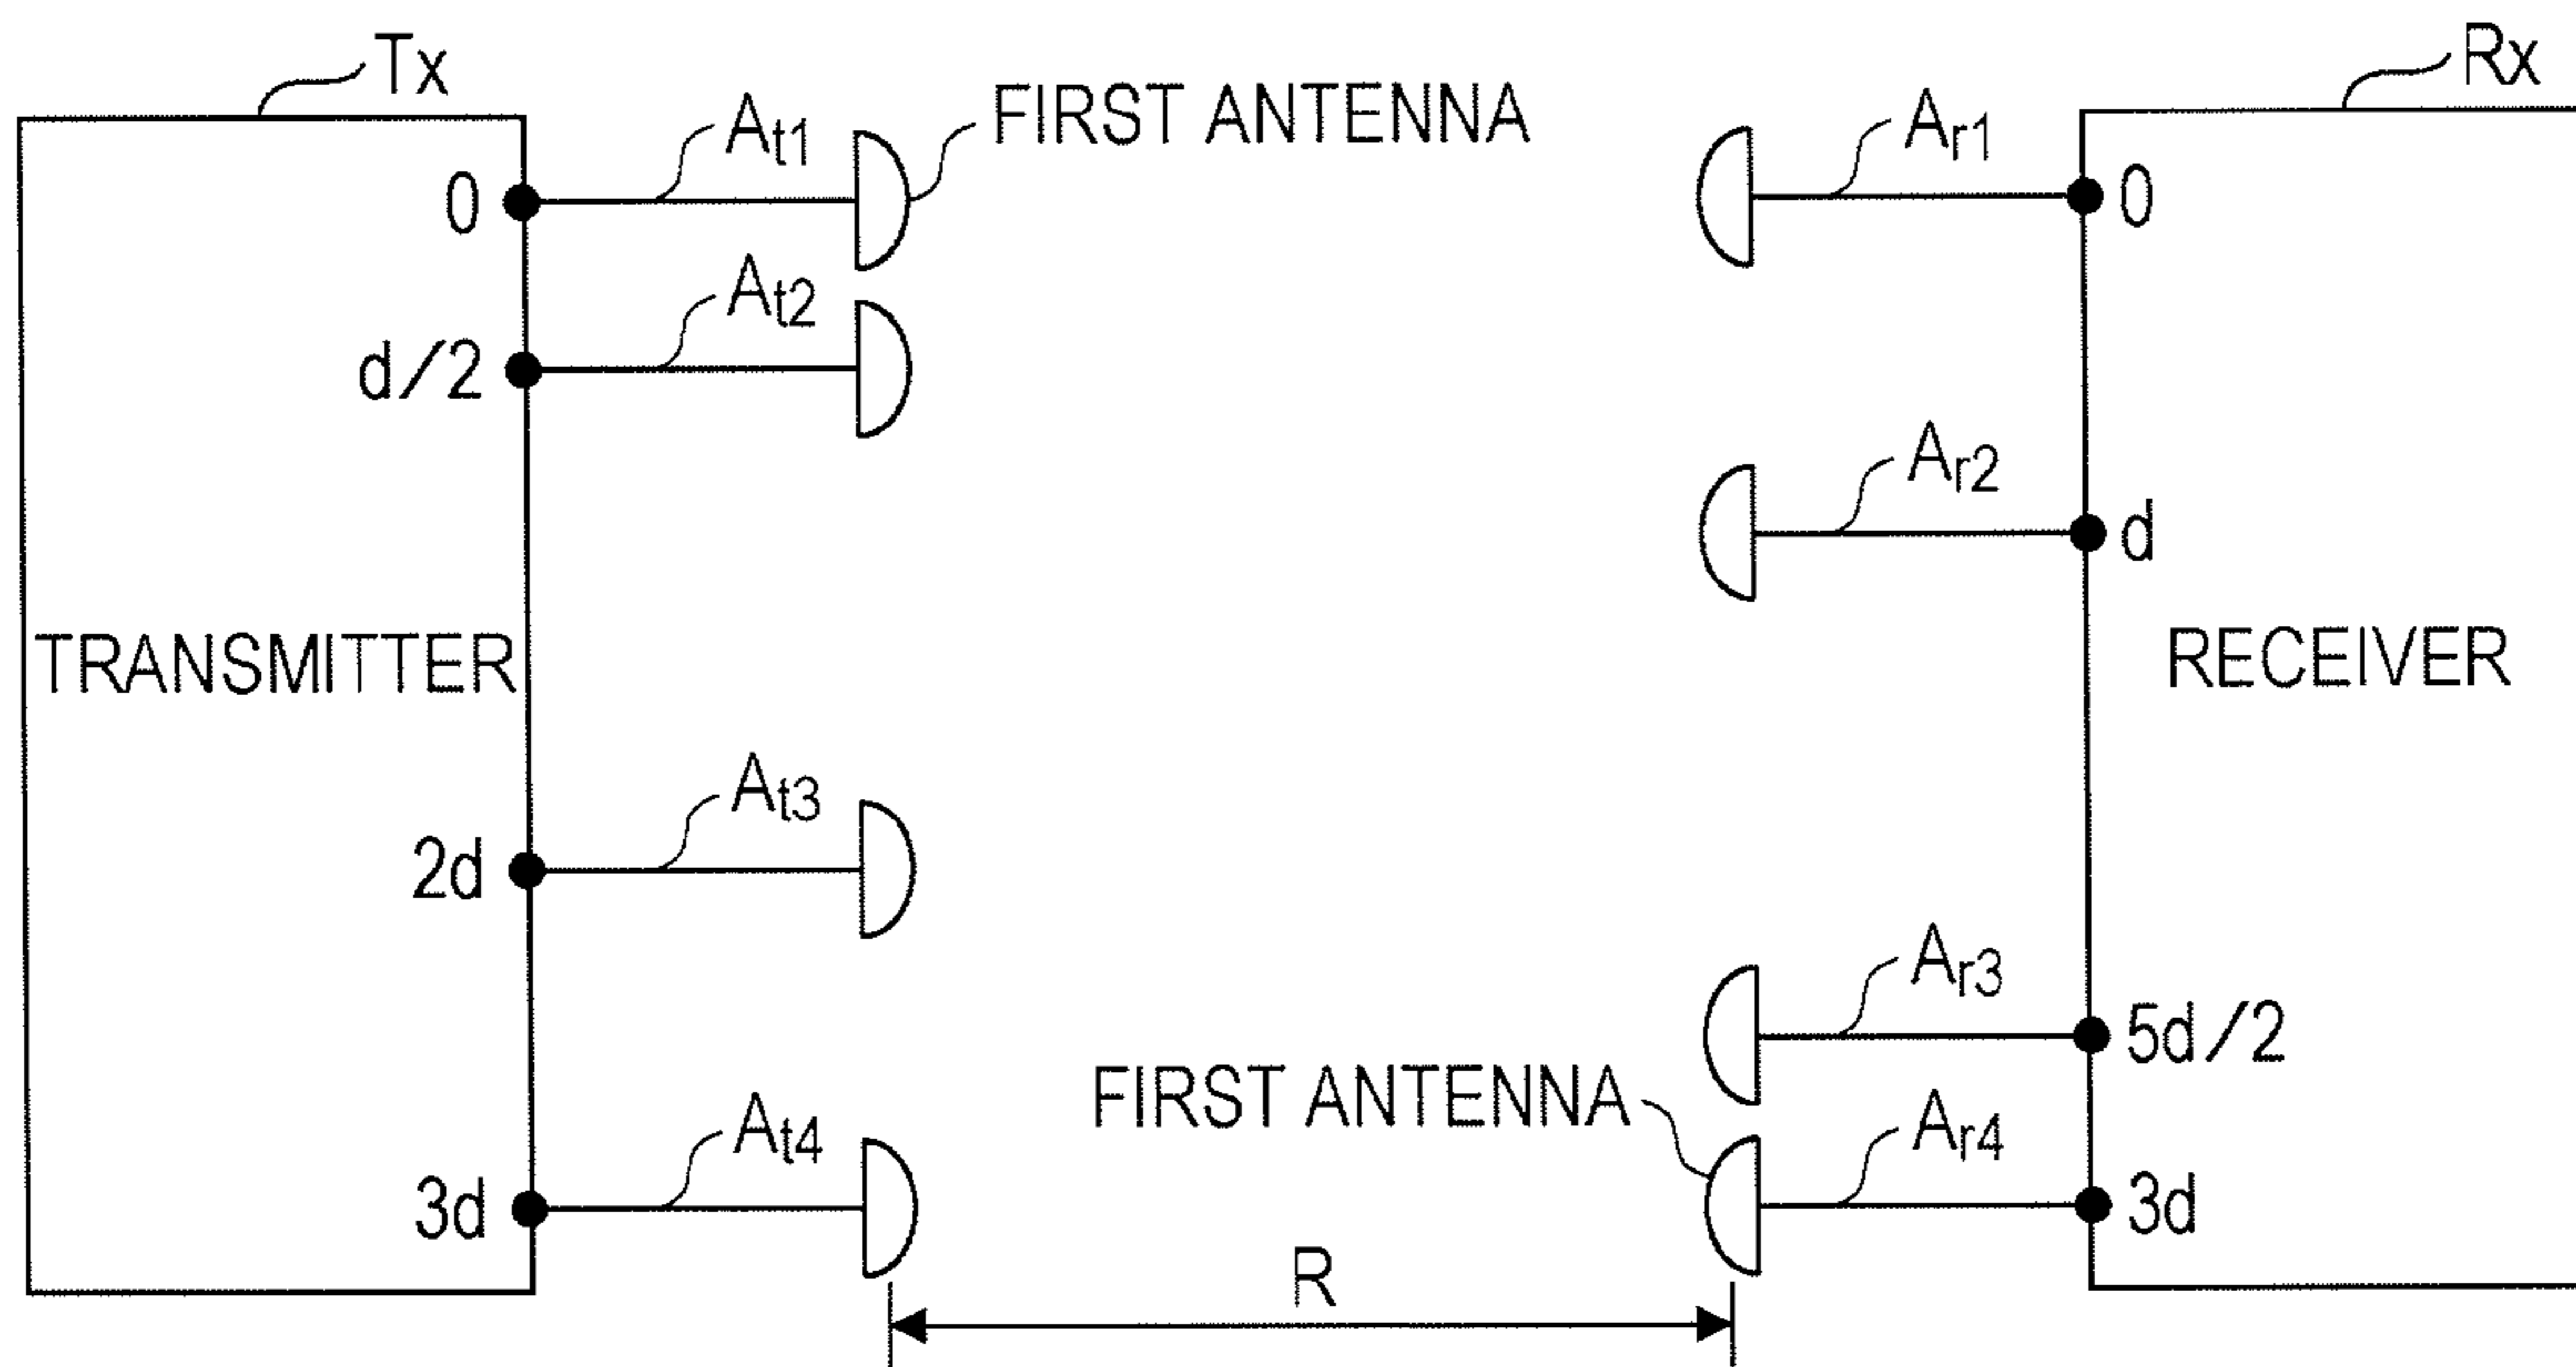 Tx
Rx
At1
FIRST ANTENNA
Ar1
0
0
At2
d/2
Ar2
d
TRANSMITTER
RECEIVER
At3
2d
Ar3
5d/2
FIRST ANTENNA
At4
Ar4
3d
3d
R